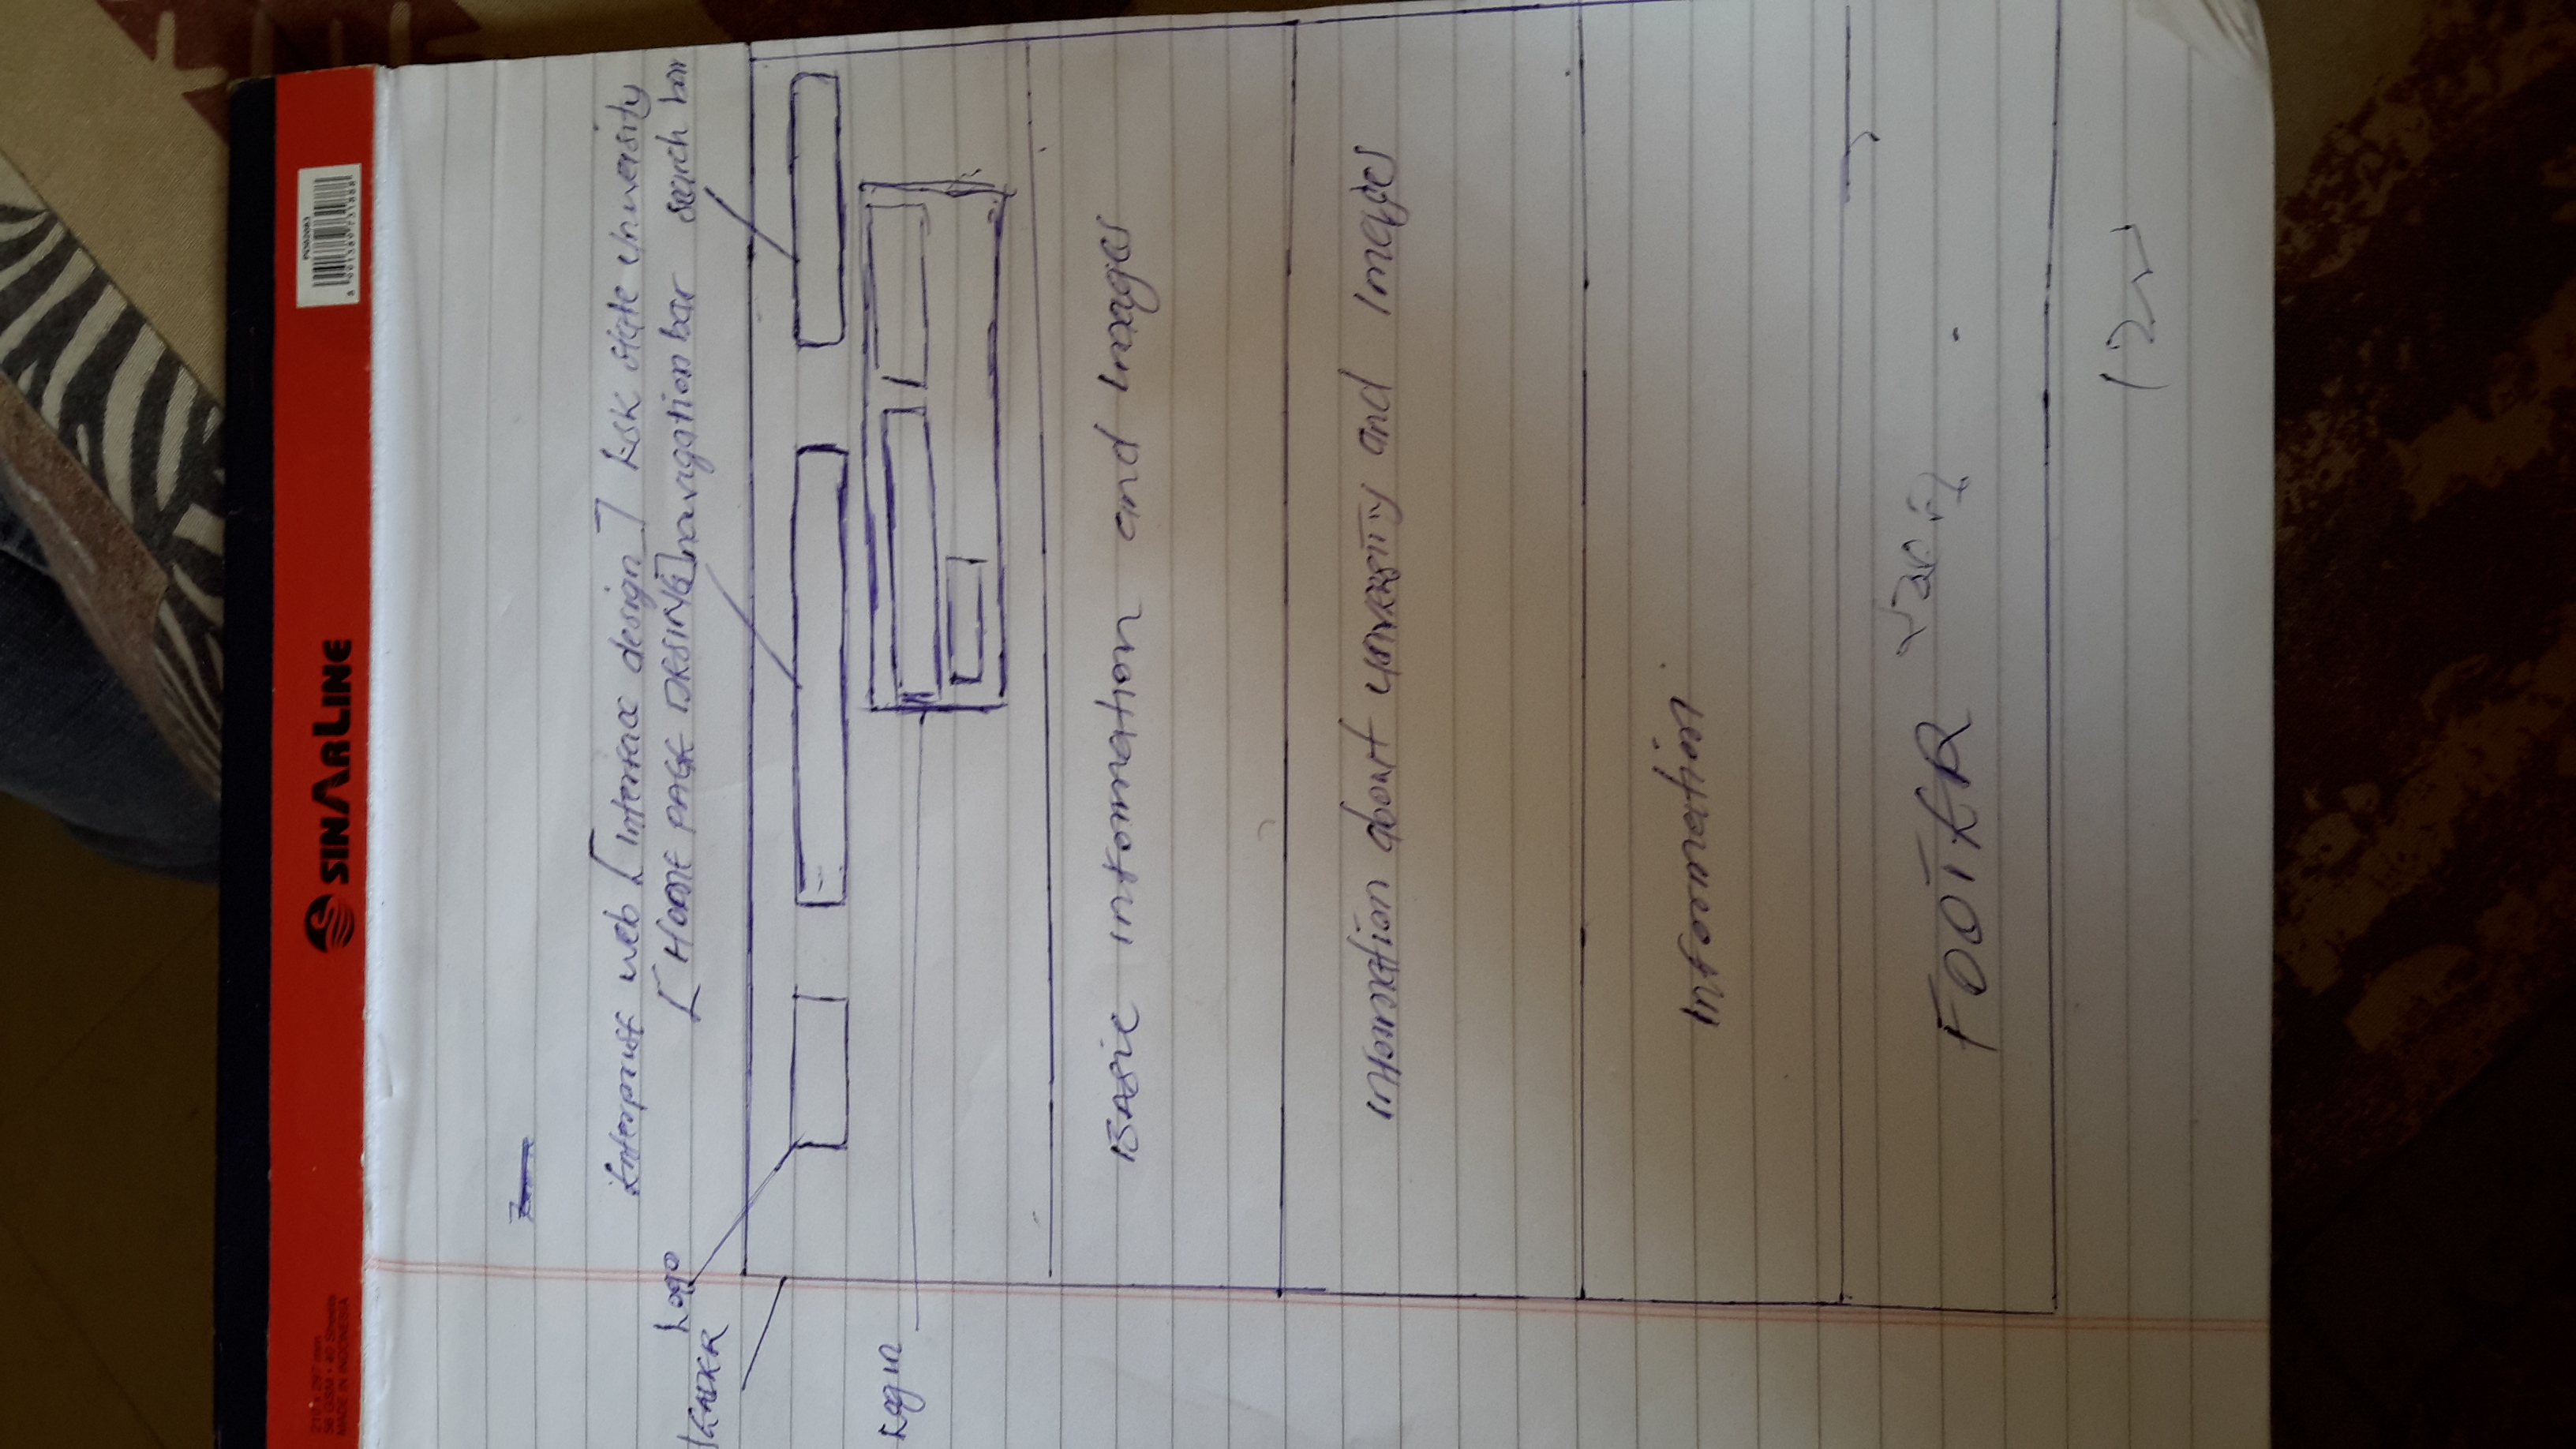 210 x 297 mm
56 GSM • 40 Sheets
MADE IN INDONESIA
SINARLINE
PO02083
Enterprise web [Interface design] KSK state University
[HOME PAGE DESING] navigation bar search bar
Logo
HEADER
Login
BASIC information and Images
information about UNIVERSITY and Images
Information
FOOTER